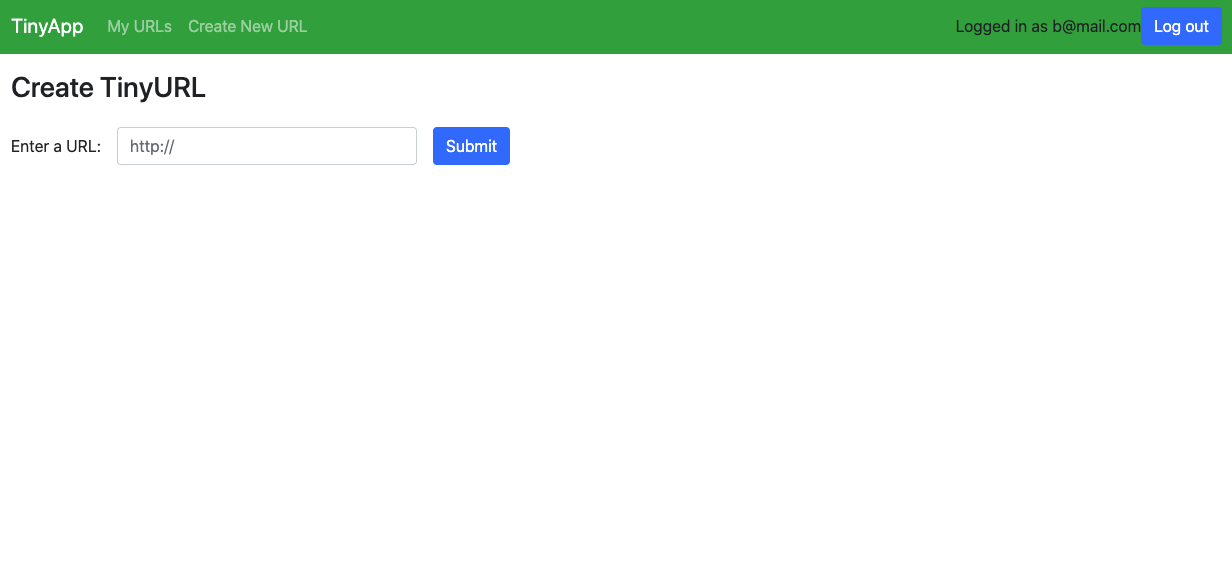 TinyApp My URLs Create New URL Logged in as b@mail.com Log out
Create TinyURL
Enter a URL: http:// Submit